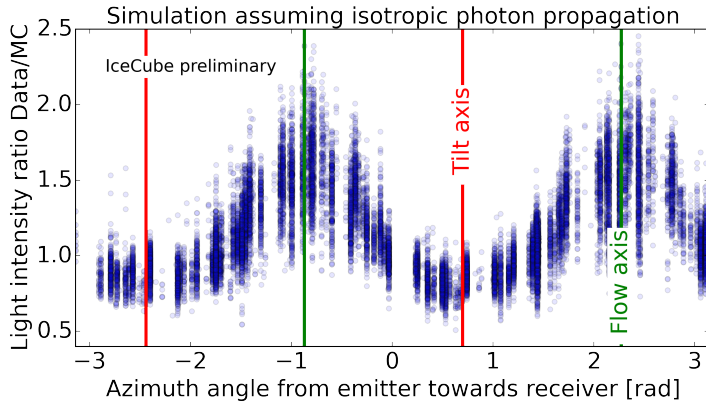 Simulation assuming isotropic photon propagation
Light intensity ratio Data/MC
2.5
2.0
1.5
1.0
0.5
IceCube preliminary
Tilt axis
Flow axis
−3 −2 −1 0 1 2 3
Azimuth angle from emitter towards receiver [rad]